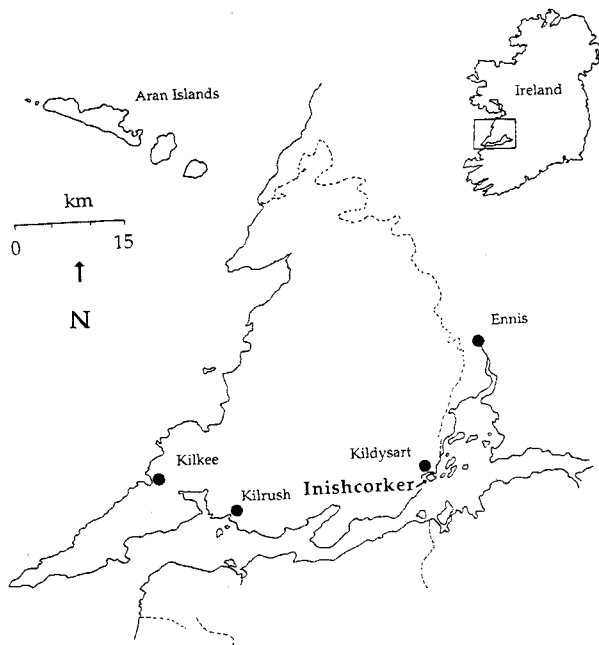 Aran Islands
Ireland
km
0 15
N
Ennis
Kildysart
Kilkee
Inishcorker
Kilrush